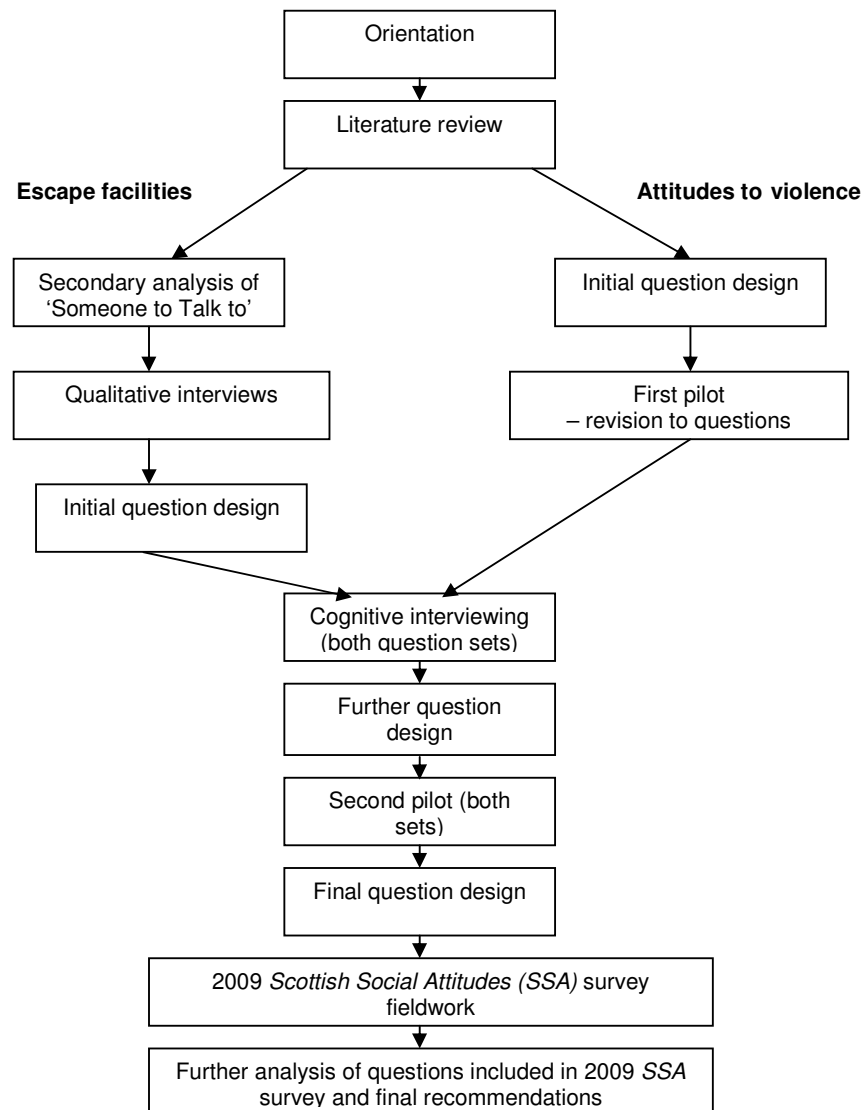 Orientation
Literature review
Escape facilities
Attitudes to violence
Secondary analysis of
‘Someone to Talk to’
Initial question design
Qualitative interviews
First pilot
– revision to questions
Initial question design
Cognitive interviewing
(both question sets)
Further question
design
Second pilot (both
sets)
Final question design
2009 Scottish Social Attitudes (SSA) survey
fieldwork
Further analysis of questions included in 2009 SSA
survey and final recommendations